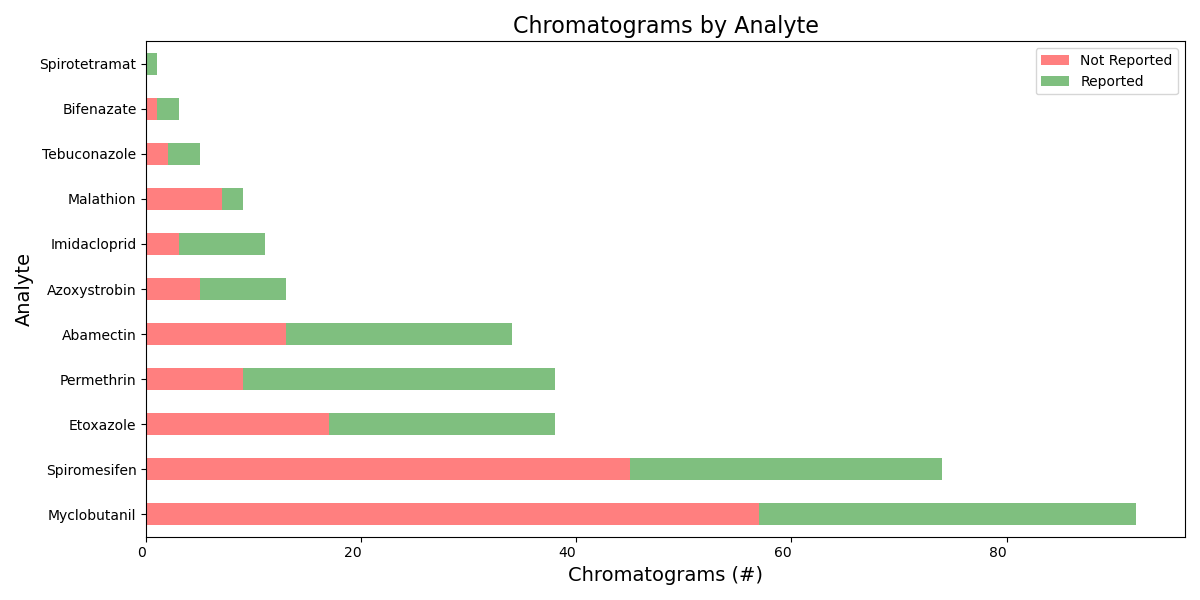 Chromatograms by Analyte
Not Reported
Reported
Spirotetramat
Bifenazate
Tebuconazole
Malathion
Imidacloprid
Azoxystrobin
Abamectin
Permethrin
Etoxazole
Spiromesifen
Myclobutanil
Analyte
0 20 40 60 80
Chromatograms (#)